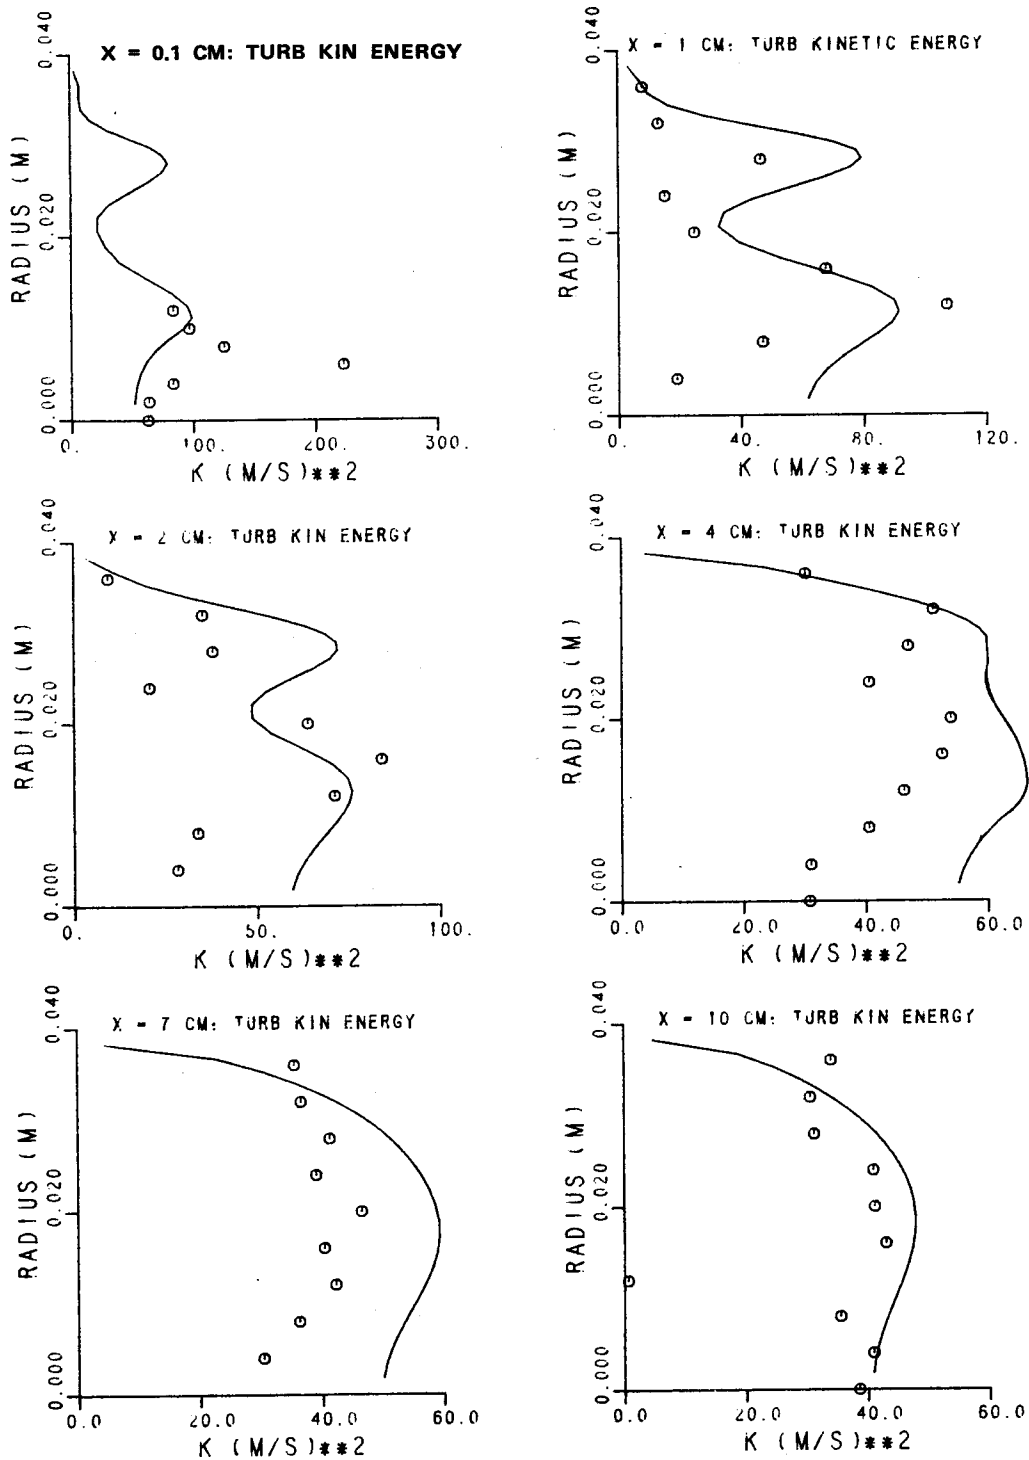 X = 0.1 CM: TURB KIN ENERGY
RADIUS (M)
0.040
0.020
0.000
0. 100. 200. 300.
K (M/S)**2
X = 1 CM: TURB KINETIC ENERGY
RADIUS (M)
0.040
0.020
0.000
0. 40. 80. 120.
K (M/S)**2
X = 2 CM: TURB KIN ENERGY
RADIUS (M)
0.040
0.020
0.000
0. 50. 100.
K (M/S)**2
X = 4 CM: TURB KIN ENERGY
RADIUS (M)
0.040
0.020
0.000
0.0 20.0 40.0 60.0
K (M/S)**2
X = 7 CM: TURB KIN ENERGY
RADIUS (M)
0.040
0.020
0.000
0.0 20.0 40.0 60.0
K (M/S)**2
X = 10 CM: TURB KIN ENERGY
RADIUS (M)
0.040
0.020
0.000
0.0 20.0 40.0 60.0
K (M/S)**2